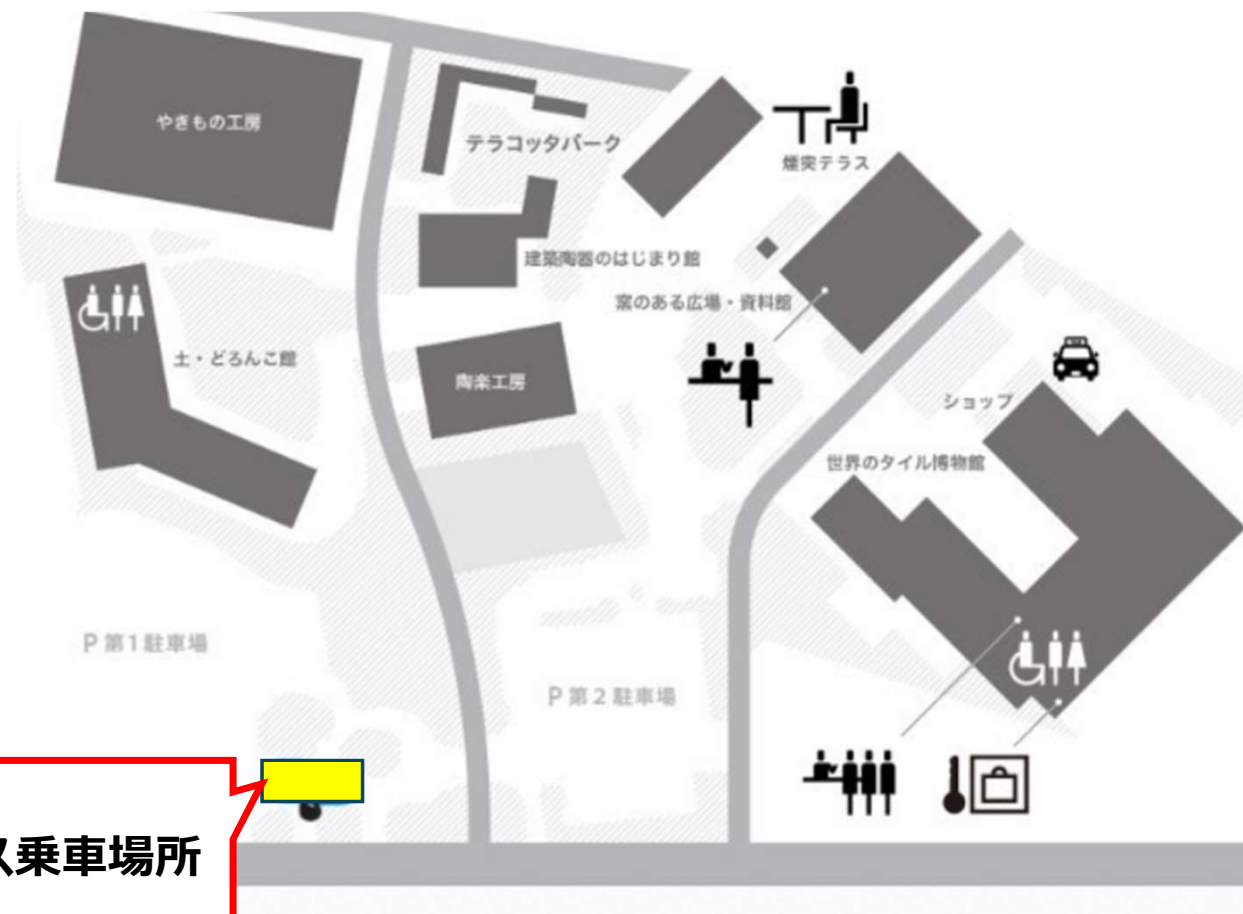 やきもの工房
テラコッタパーク
煙突テラス
建築陶器のはじまり館
窯のある広場・資料館
土・どろんこ館
陶楽工房
ショップ
世界のタイル博物館
P 第1駐車場
P 第2駐車場
ス乗車場所